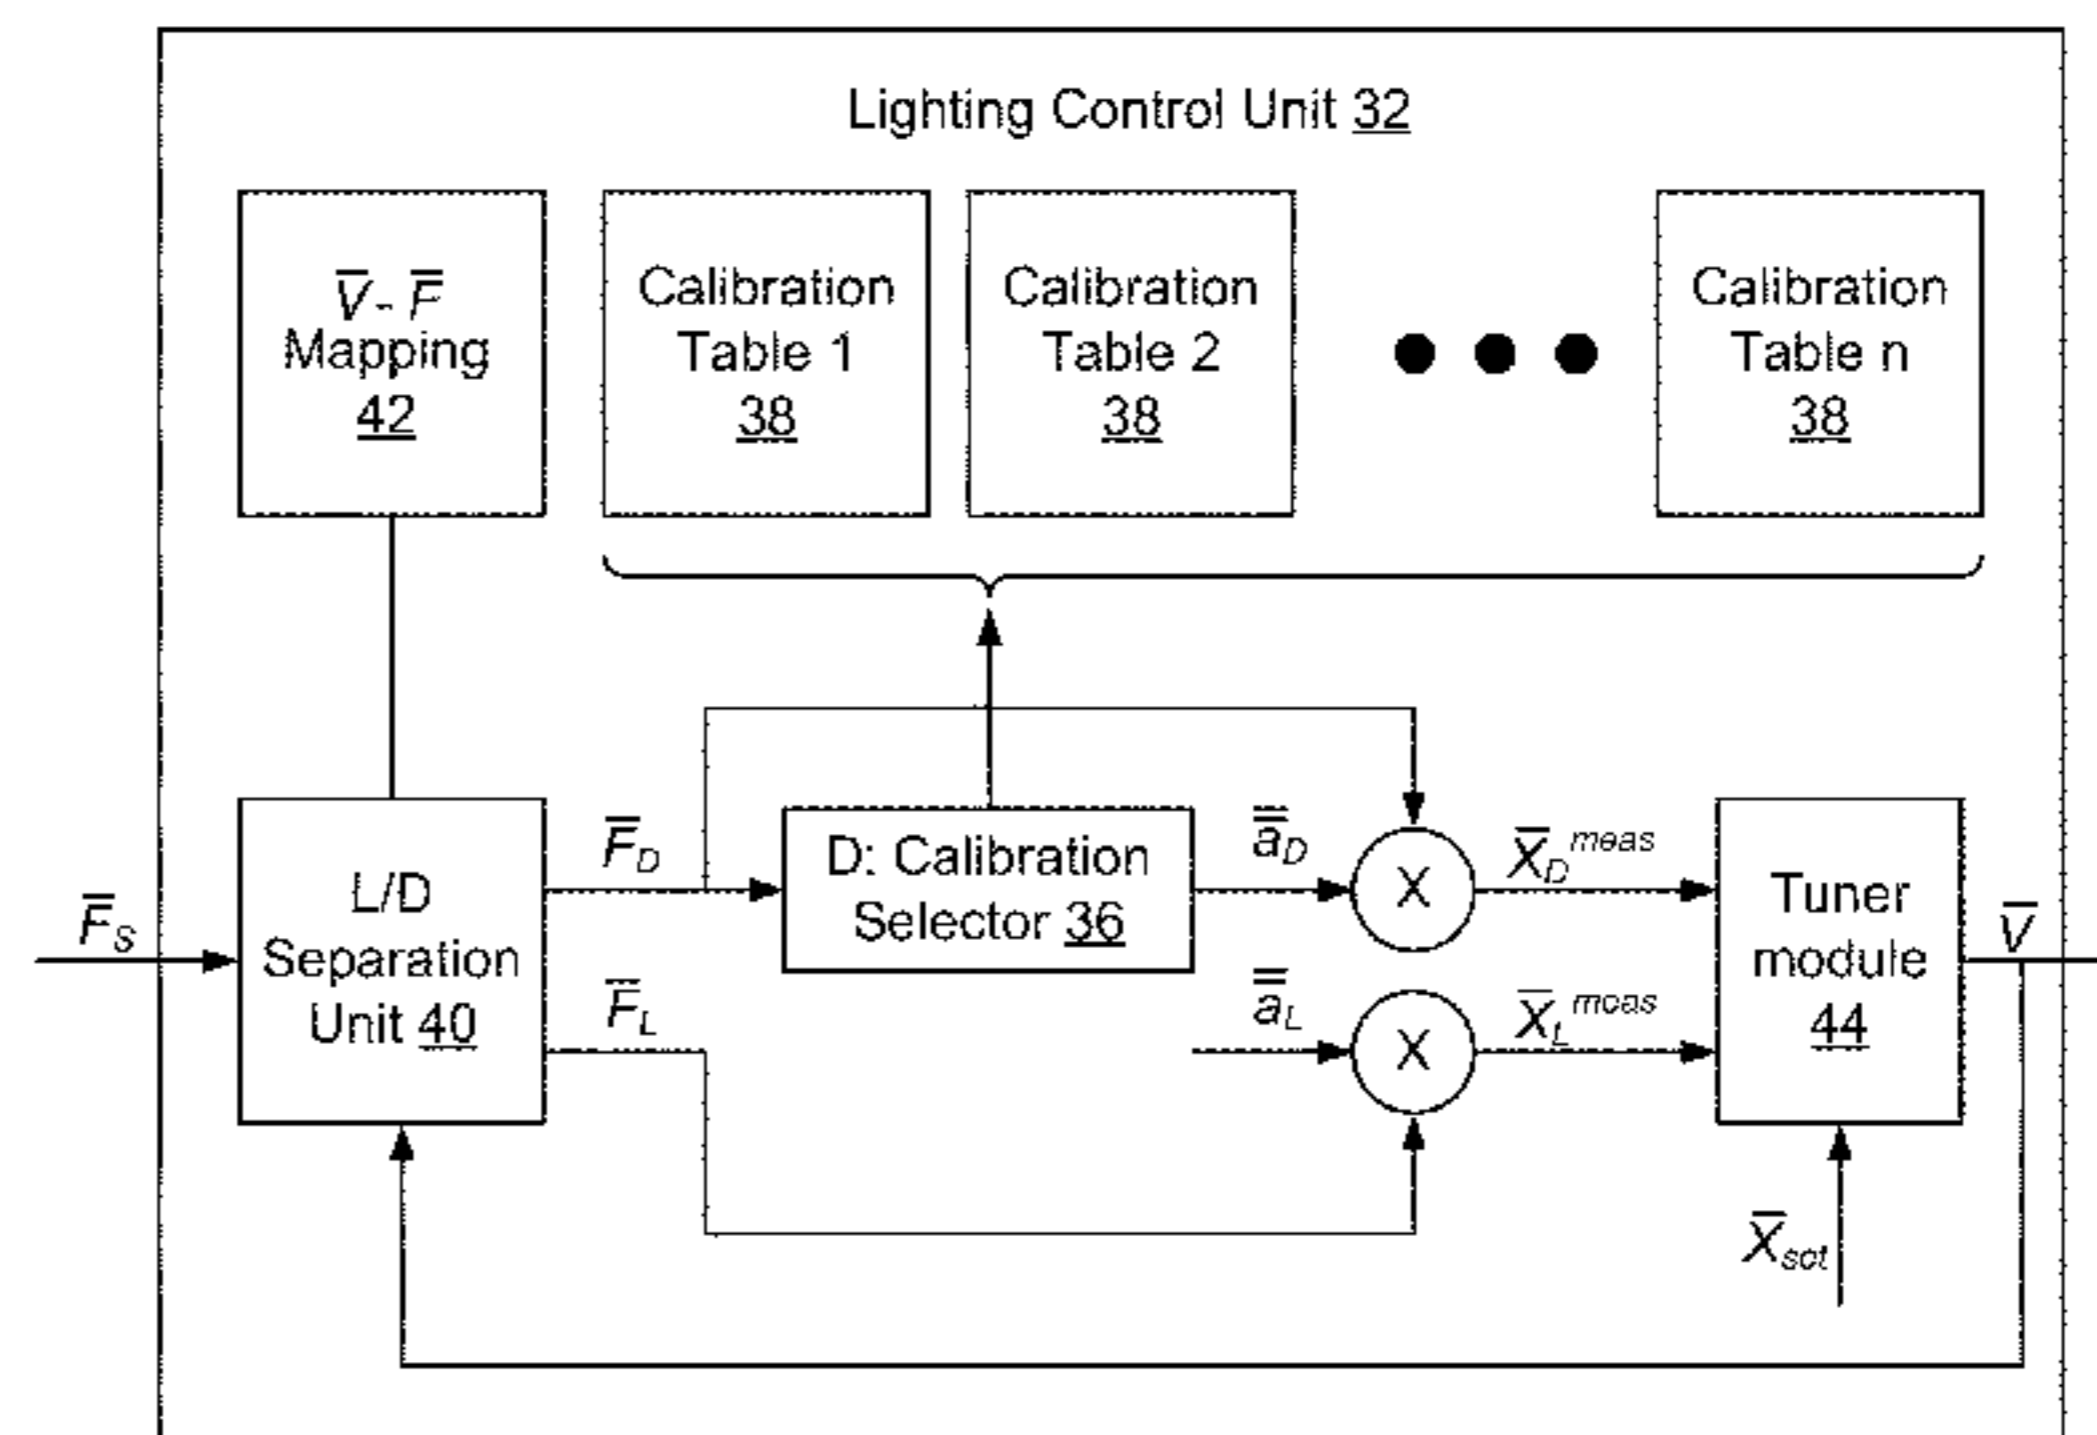 Lighting Control Unit 32
V̅ - F̅
Mapping
42
Calibration
Table 1
38
Calibration
Table 2
38
Calibration
Table n
38
F̅S
L/D
Separation
Unit 40
F̅D
F̅L
D: Calibration
Selector 36
a̿D
a̿L
X
X
X̅D meas
X̅L meas
Tuner
module
44
V̅
X̅set